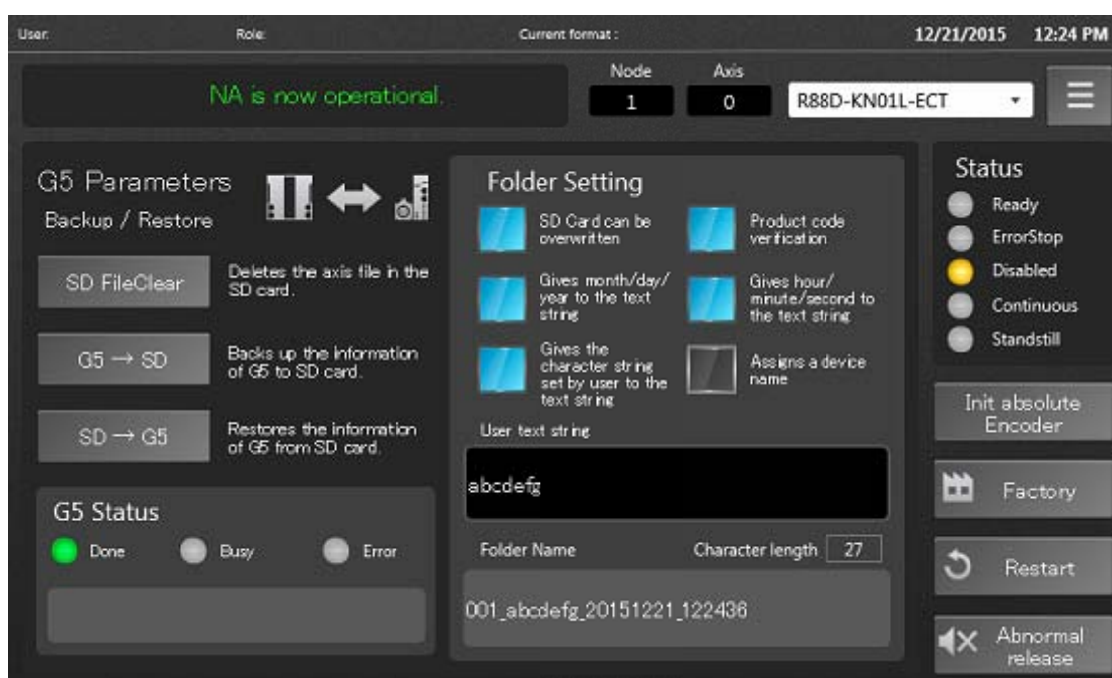 User: Role: Current format : 12/21/2015 12:24 PM
NA is now operational.
Node Axis
1 0 R88D-KN01L-ECT
G5 Parameters
Backup / Restore
SD FileClear
Deletes the axis file in the
SD card.
G5 → SD
Backs up the information
of G5 to SD card.
SD → G5
Restores the information
of G5 from SD card.
G5 Status
Done Busy Error
Folder Setting
SD Card can be
overwritten
Product code
verification
Gives month/day/
year to the text
string
Gives hour/
minute/second to
the text string
Gives the
character string
set by user to the
text string
Assigns a device
name
User text string
abcdefg
Folder Name Character length 27
001_abcdefg_20151221_122436
Status
Ready
ErrorStop
Disabled
Continuous
Standstill
Init absolute
Encoder
Factory
Restart
Abnormal
release